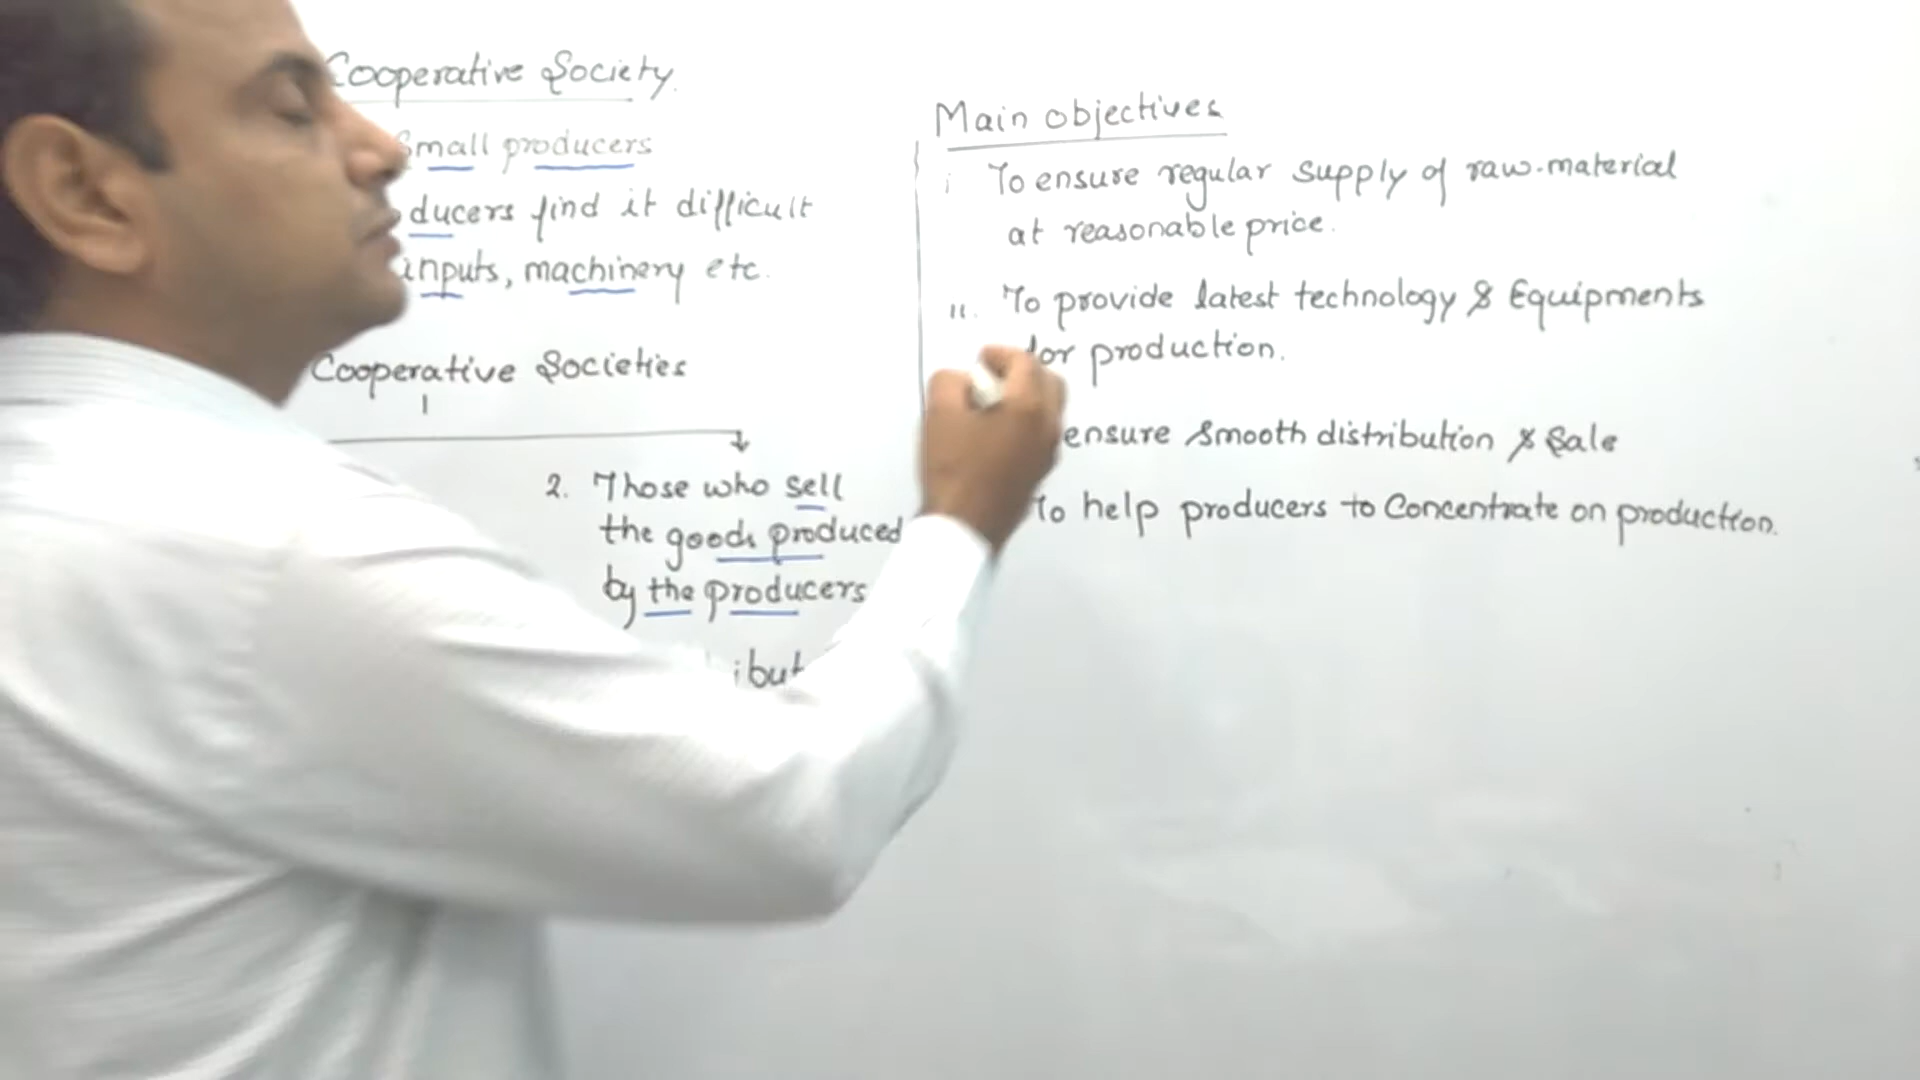 Cooperative Society.
Small producers
ducers find it difficult
inputs, machinery etc.
Cooperative Societies
2. Those who sell
the goods produced
by the producers
ibut
Main objectives
i To ensure regular supply of raw-material
at reasonable price.
ii. To provide latest technology & Equipments
for production.
ensure smooth distribution & Sale
To help producers to Concentrate on production.